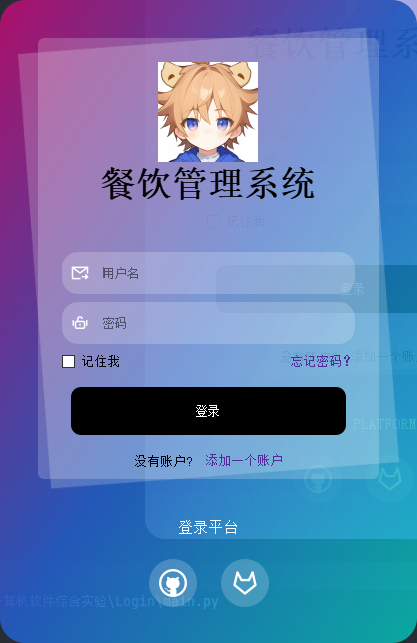 餐饮管理系
餐饮管理系统
记住我
用户名
登录
密码
添加一个账户
记住我
忘记密码？
登录
PLATFORM
没有账户？ 添加一个账户
登录平台
算机软件综合实验\Login\main.py